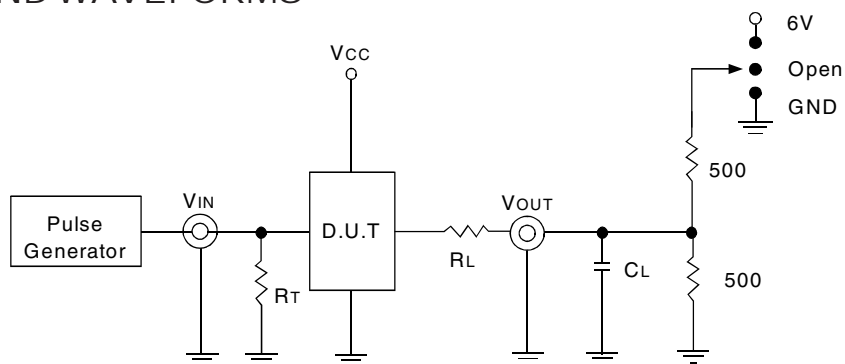 ND WAVEFORMS
6V
VCC
Open
GND
500
VIN
VOUT
Pulse
Generator
D.U.T
RL
CL
500
RT